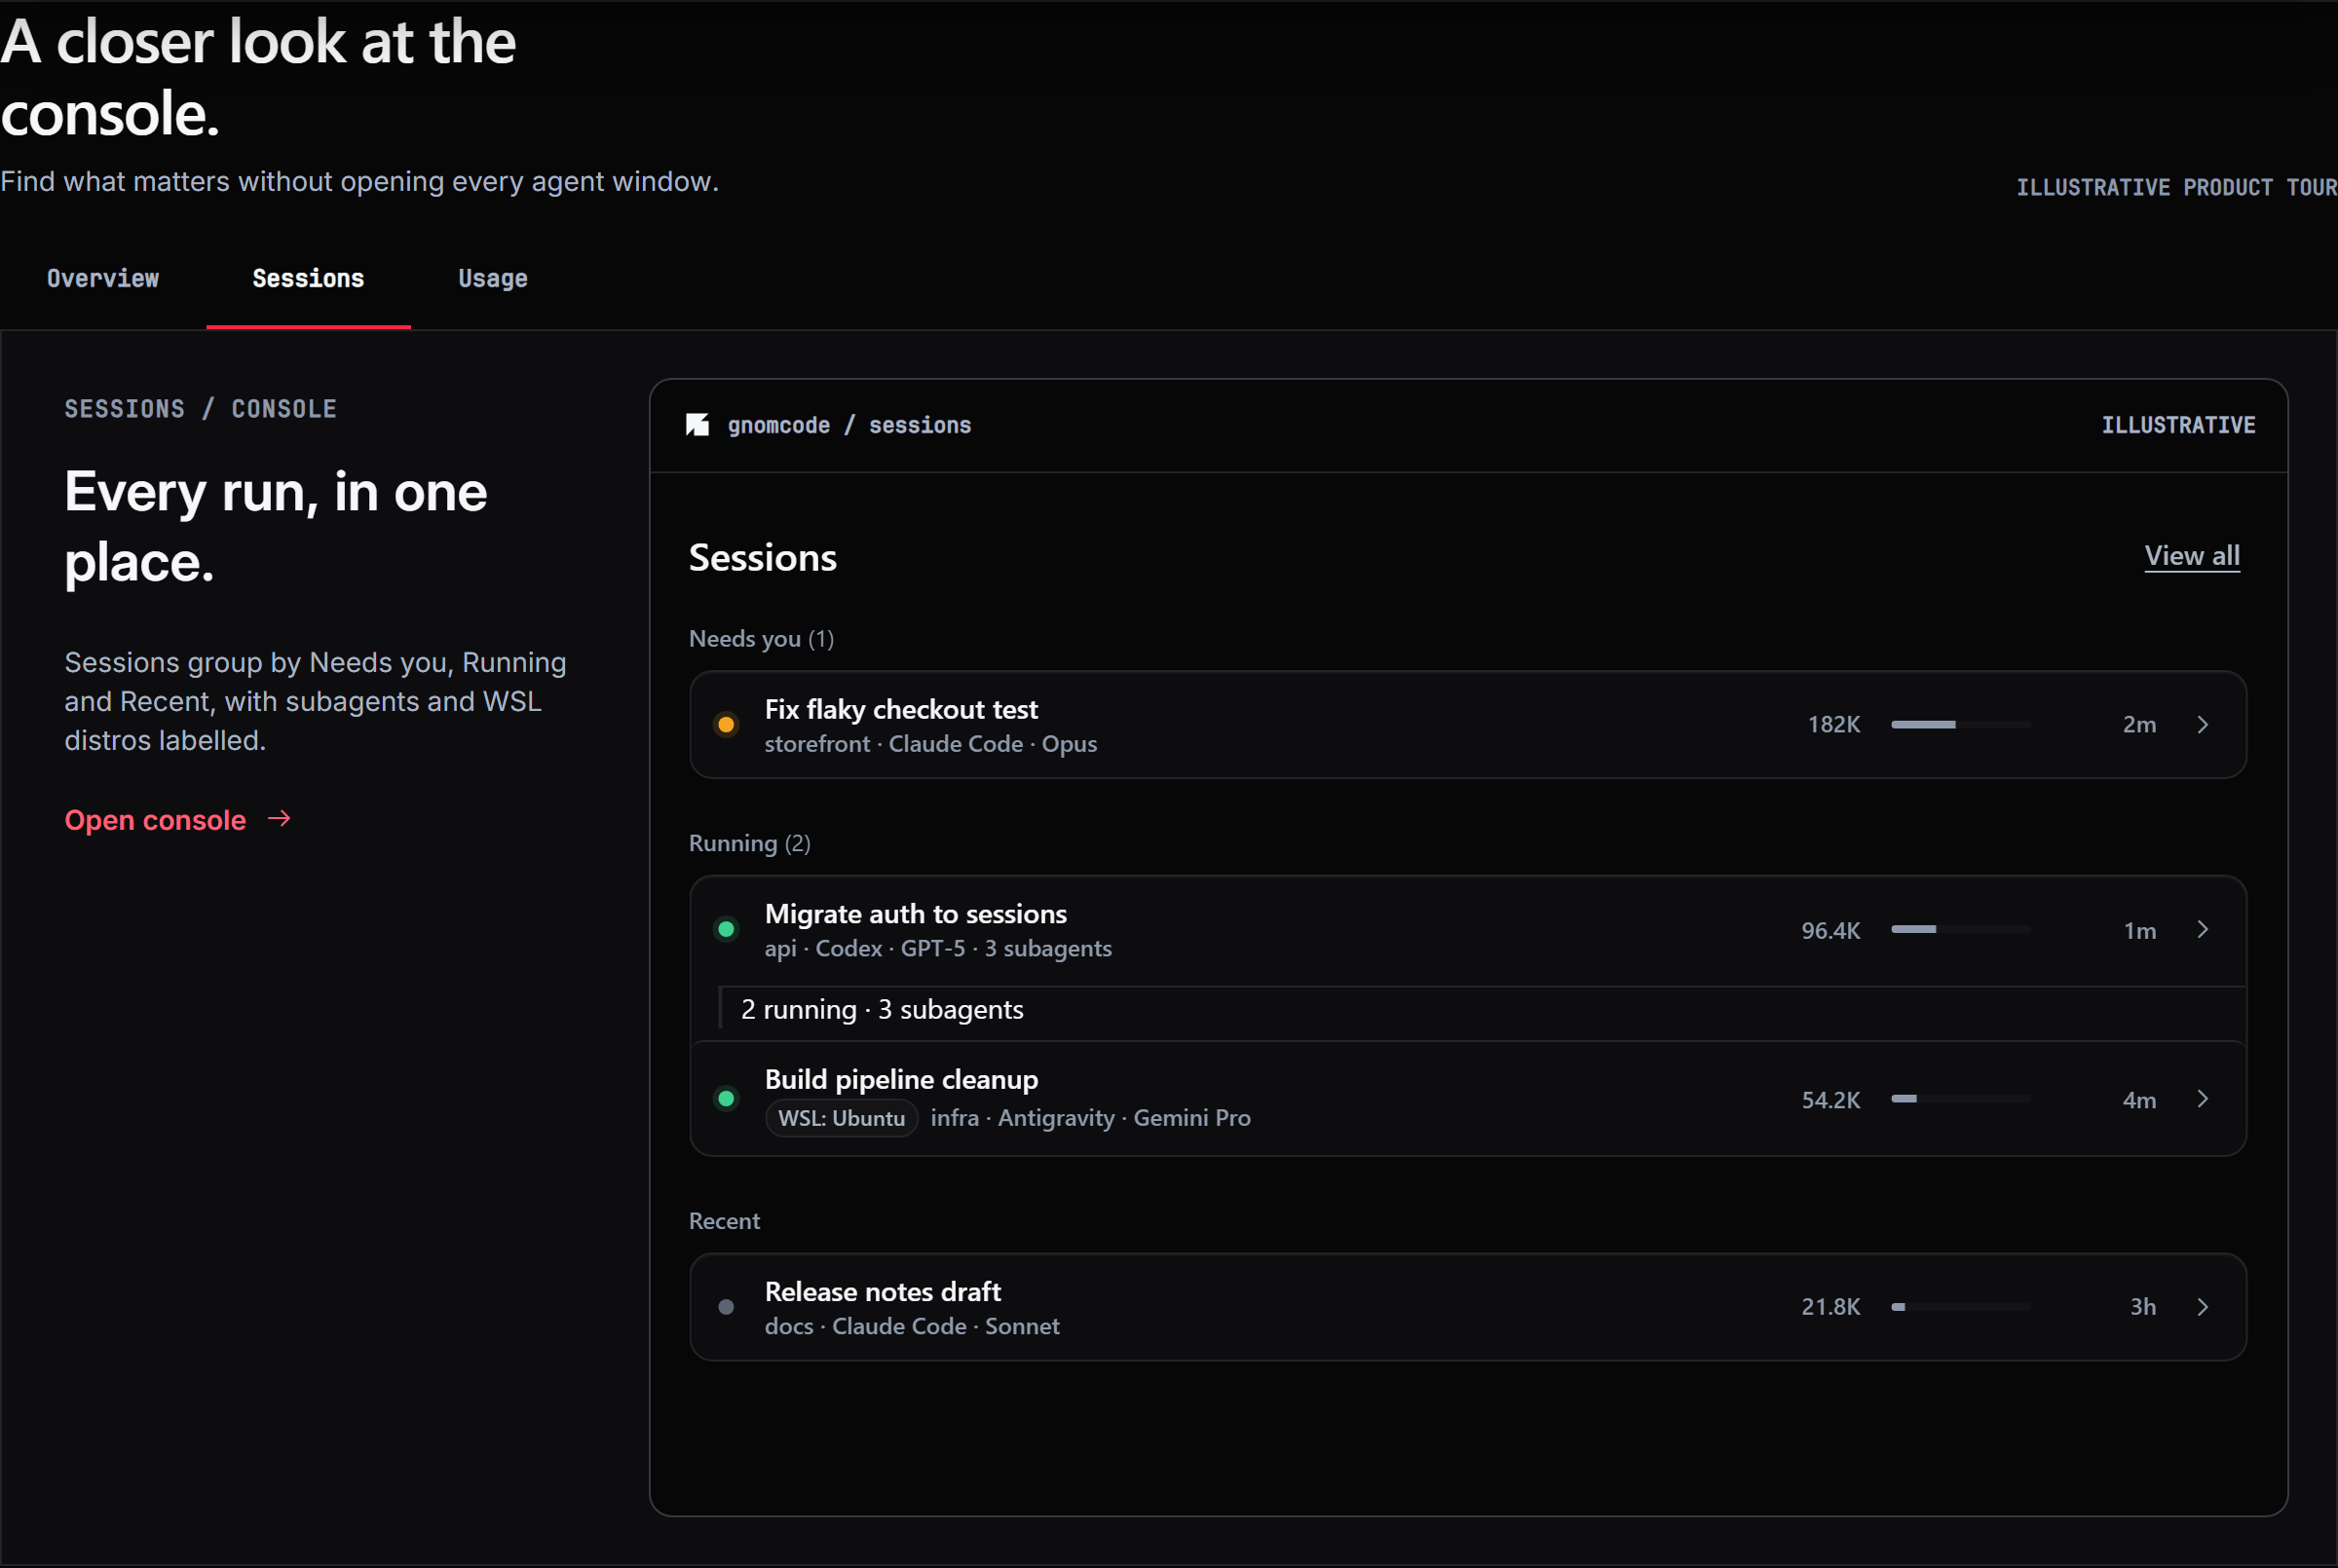 A closer look at the
console.
Find what matters without opening every agent window.
ILLUSTRATIVE PRODUCT TOUR
Overview
Sessions
Usage
SESSIONS / CONSOLE
Every run, in one
place.
Sessions group by Needs you, Running
and Recent, with subagents and WSL
distros labelled.
Open console →
gnomcode / sessions
ILLUSTRATIVE
Sessions
View all
Needs you (1)
Fix flaky checkout test
storefront · Claude Code · Opus
182K
2m
Running (2)
Migrate auth to sessions
api · Codex · GPT-5 · 3 subagents
96.4K
1m
2 running · 3 subagents
Build pipeline cleanup
WSL: Ubuntu infra · Antigravity · Gemini Pro
54.2K
4m
Recent
Release notes draft
docs · Claude Code · Sonnet
21.8K
3h